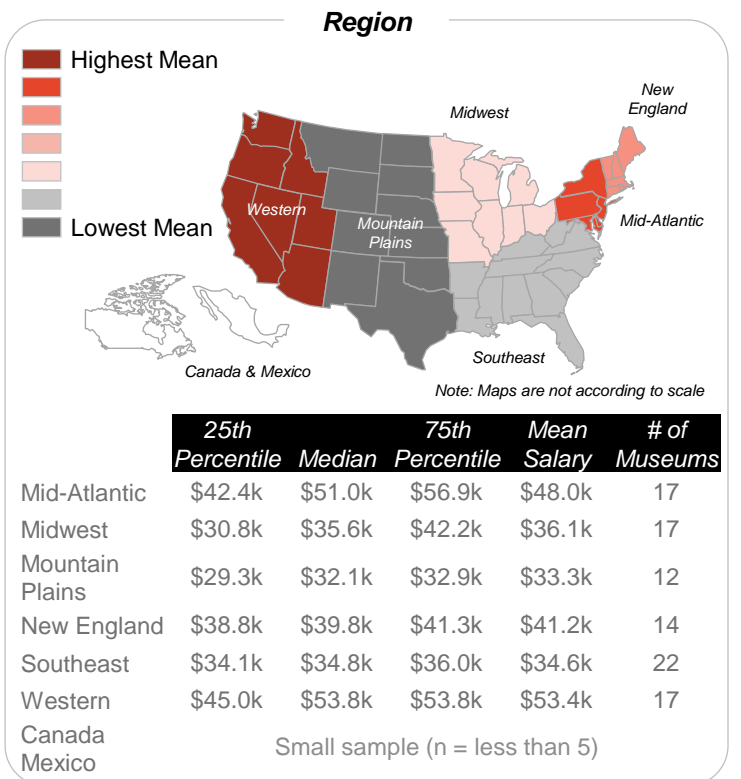 Region
Highest Mean
Lowest Mean
New
England
Midwest
Western
Mountain
Plains
Mid-Atlantic
Southeast
Canada & Mexico
Note: Maps are not according to scale
25th Percentile Median 75th Percentile Mean Salary # of Museums
Mid-Atlantic $42.4k $51.0k $56.9k $48.0k 17
Midwest $30.8k $35.6k $42.2k $36.1k 17
Mountain
Plains $29.3k $32.1k $32.9k $33.3k 12
New England $38.8k $39.8k $41.3k $41.2k 14
Southeast $34.1k $34.8k $36.0k $34.6k 22
Western $45.0k $53.8k $53.8k $53.4k 17
Canada
Mexico Small sample (n = less than 5)